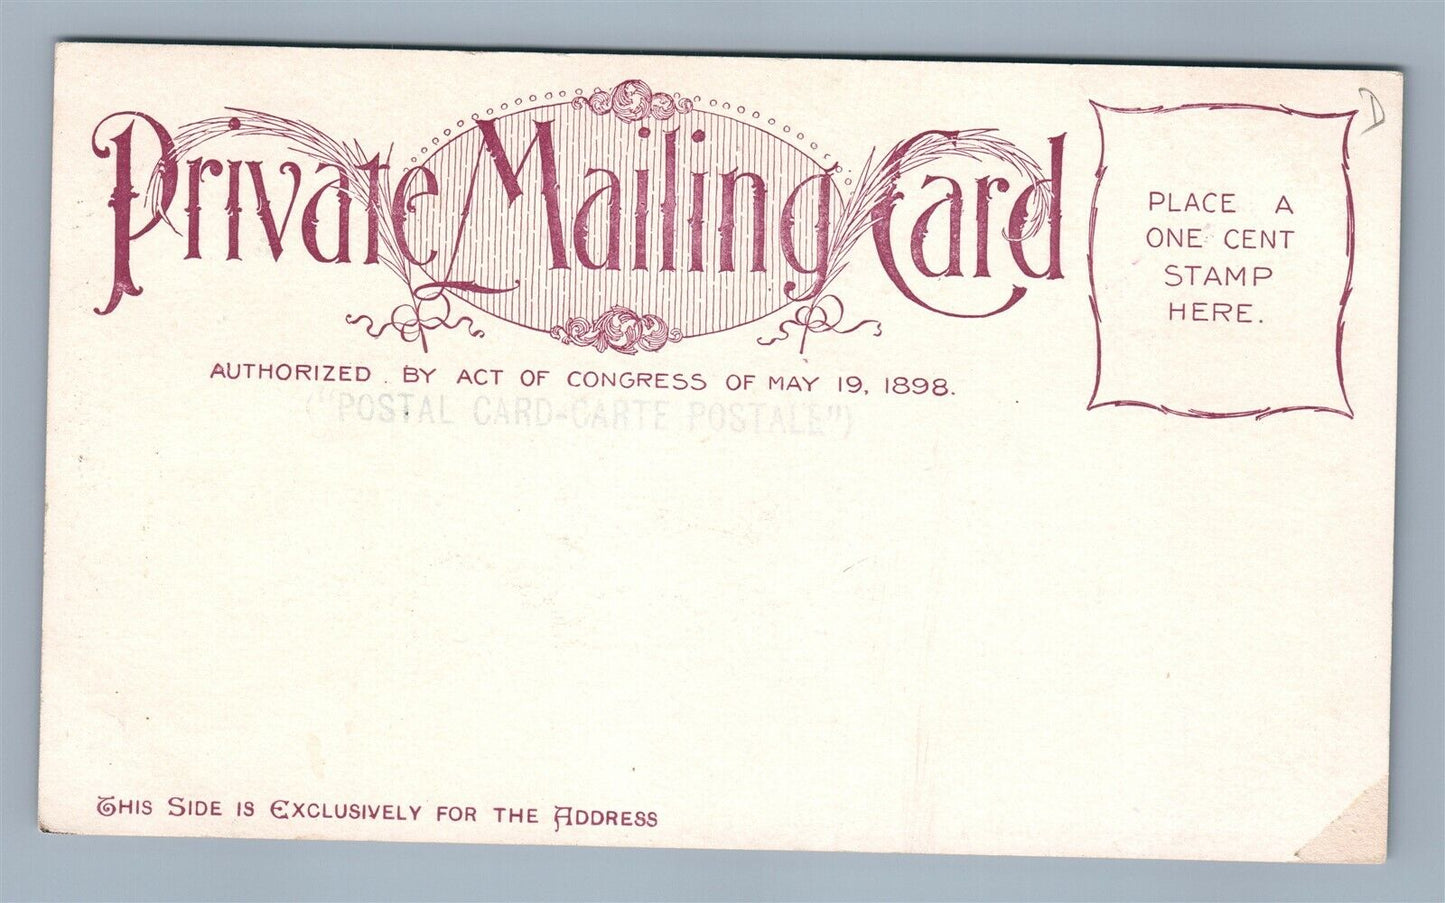 Private Mailing Card
AUTHORIZED. BY ACT OF CONGRESS OF MAY 19, 1898.
("POSTAL CARD-CARTE POSTALE")
PLACE A
ONE CENT
STAMP
HERE.
D
THIS SIDE IS EXCLUSIVELY FOR THE ADDRESS